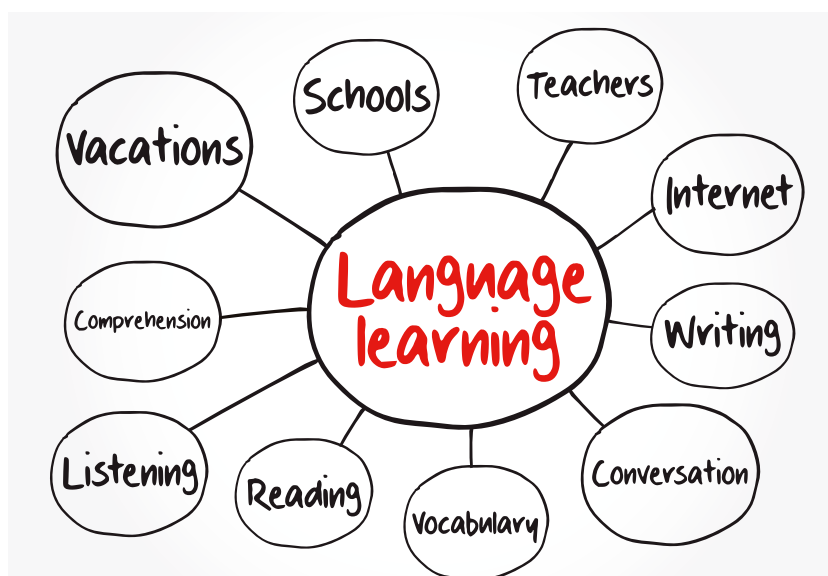 Schools
Teachers
Vacations
Internet
Language
learning
Comprehension
Writing
Listening
Reading
Vocabulary
Conversation